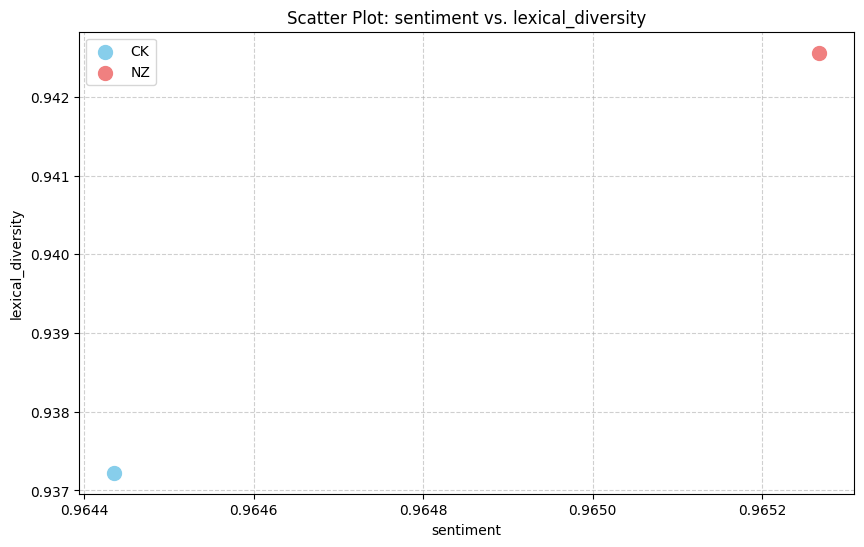 Scatter Plot: sentiment vs. lexical_diversity
CK
NZ
lexical_diversity
0.942
0.941
0.940
0.939
0.938
0.937
0.9644
0.9646
0.9648
0.9650
0.9652
sentiment